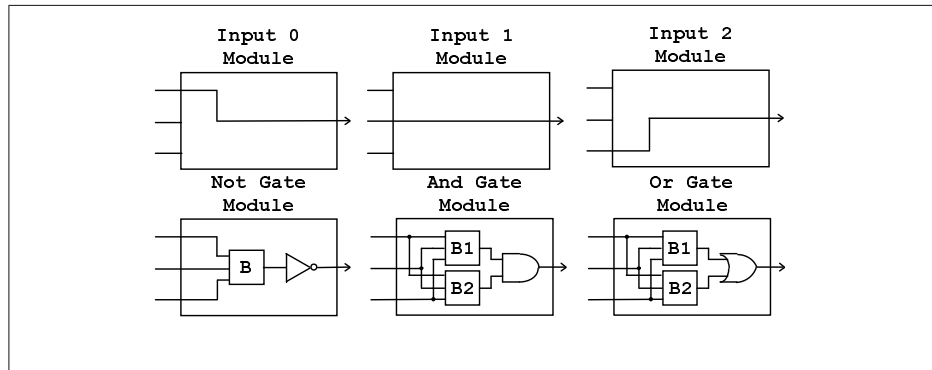 Input 0
Module
Input 1
Module
Input 2
Module
Not Gate
Module
And Gate
Module
Or Gate
Module
B
B1
B2
B1
B2